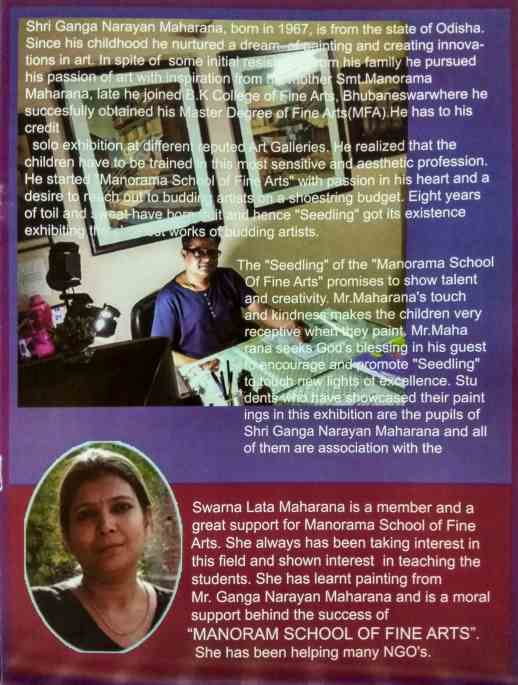 Shri Ganga Narayan Maharana, born in 1967, is from the state of Odisha.
Since his childhood he nurtured a dream of painting and creating innova-
tions in art. In spite of some initial from his family he pursued
his passion of art with inspiration from his mother Smt.Manorama
Maharana, late he joined B.K College of Fine Arts, Bhubaneswarwhere he
succesfully obtained his Master Degree of Fine Arts(MFA).He has to his
credit
solo exhibition at different reputed Art Galleries. He realized that the
children have to be trained in this most sensitive and aesthetic profession.
He started "Manorama School of Fine Arts" with passion in his heart and a
desire to reach out to budding artists on a shoestring budget. Eight years
of toil and sweat have born fruit and hence "Seedling" got its existence
exhibiting the works of budding artists.
The "Seedling" of the "Manorama School
Of Fine Arts" promises to show talent
and creativity. Mr.Maharana's touch
and kindness makes the children very
receptive when they paint. Mr.Maha
rana seeks God's blessing in his guest
to encourage and promote "Seedling"
to touch new lights of excellence. Stu
dents who have showcased their paint
ings in this exhibition are the pupils of
Shri Ganga Narayan Maharana and all
of them are association with the
Swarna Lata Maharana is a member and a
great support for Manorama School of Fine
Arts. She always has been taking interest in
this field and shown interest in teaching the
students. She has learnt painting from
Mr. Ganga Narayan Maharana and is a moral
support behind the success of
“MANORAM SCHOOL OF FINE ARTS”.
She has been helping many NGO's.